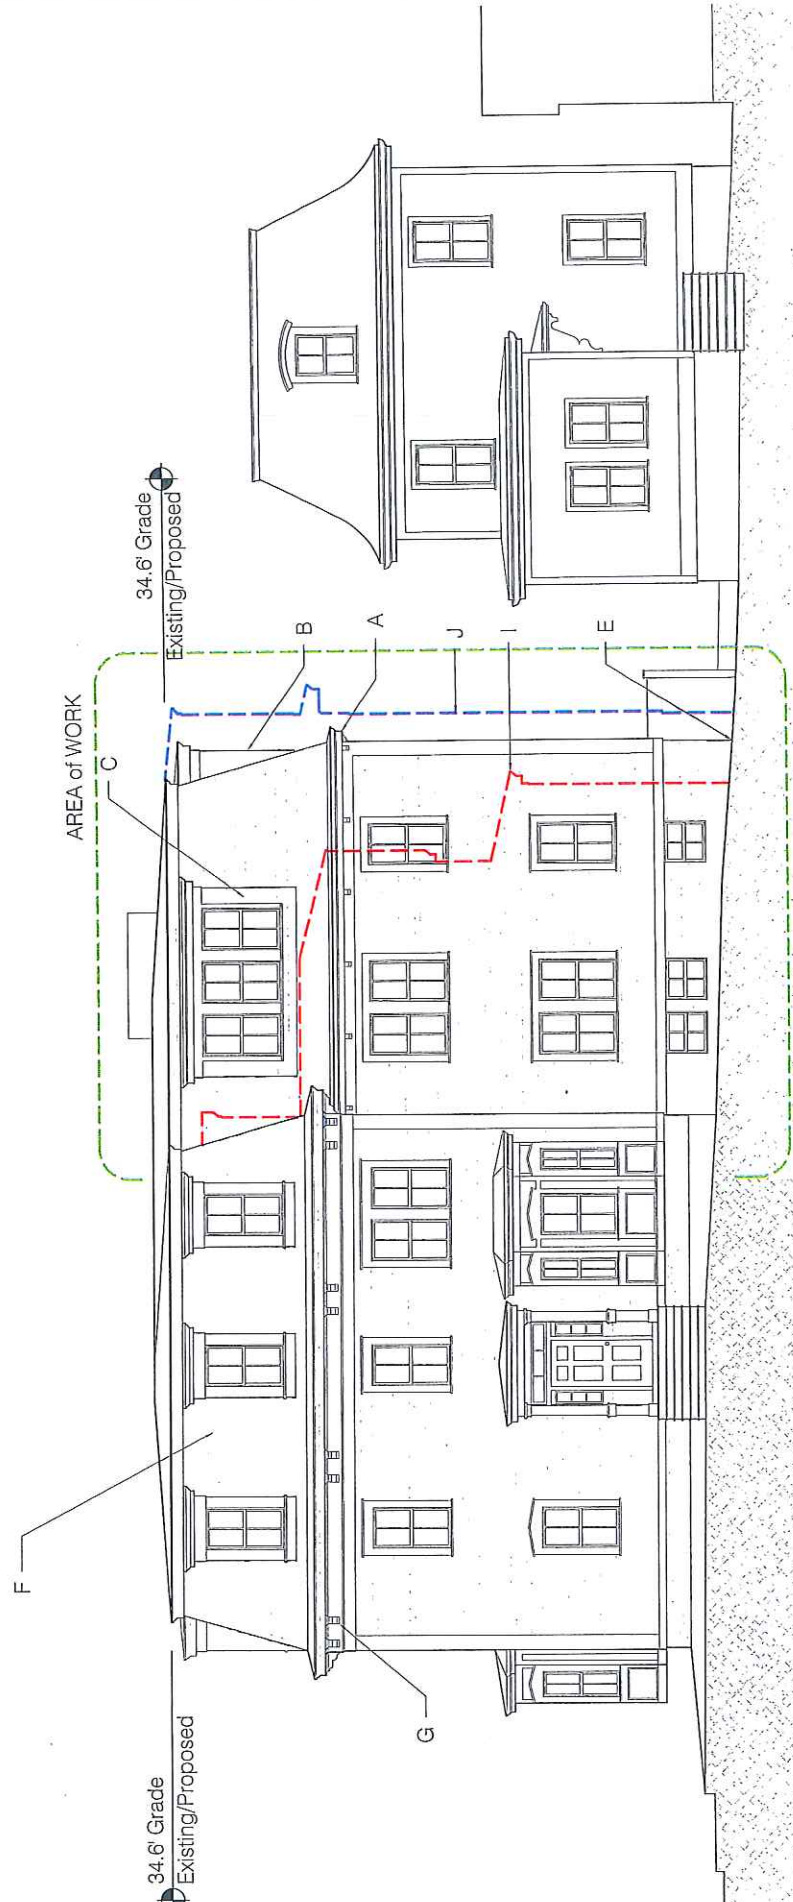 F
34.6' Grade
Existing/Proposed
G
AREA of WORK
C
34.6' Grade
Existing/Proposed
B
A
J
I
E